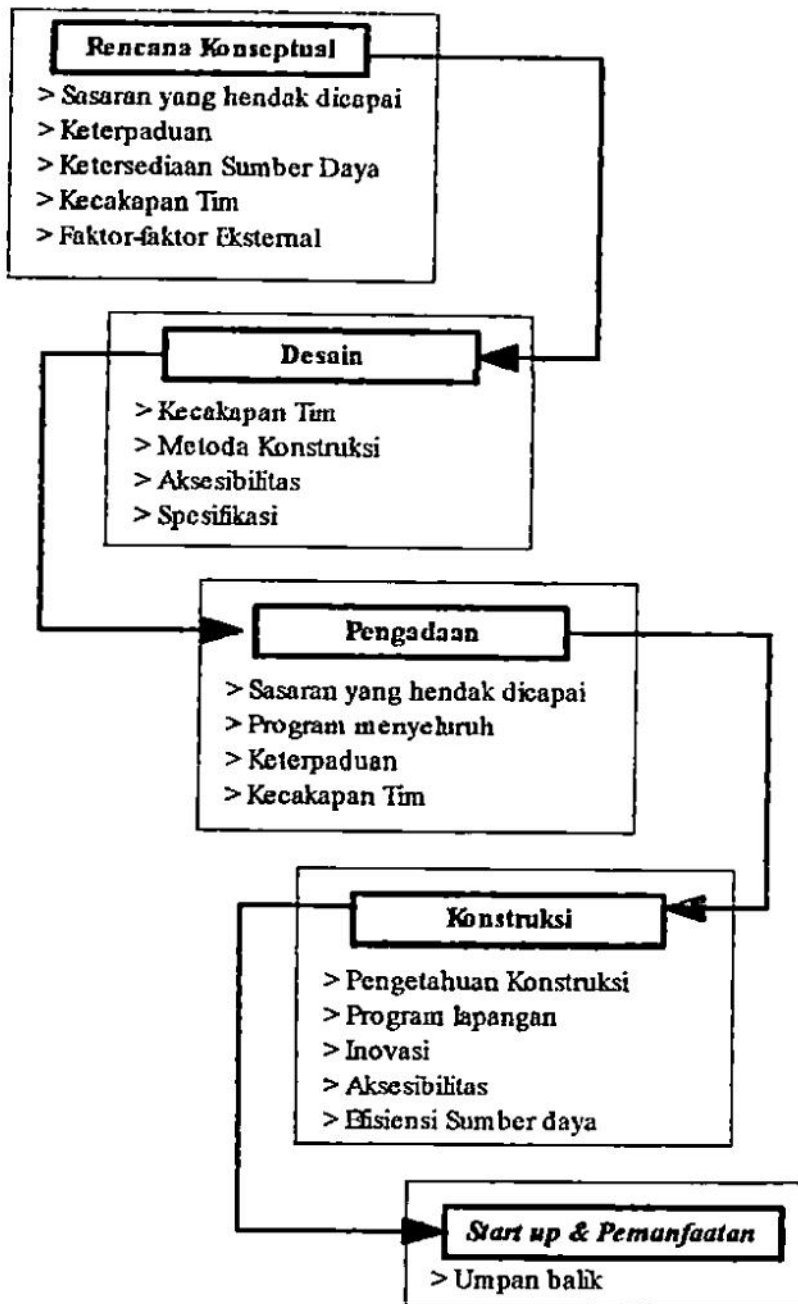 Rencana Konseptual
> Sasaran yang hendak dicapai
> Keterpaduan
> Ketersediaan Sumber Daya
> Kecakapan Tim
> Faktor-faktor Eksternal
Desain
> Kecakapan Tim
> Metoda Konstruksi
> Aksesibilitas
> Spesifikasi
Pengadaan
> Sasaran yang hendak dicapai
> Program menyeluruh
> Keterpaduan
> Kecakapan Tim
Konstruksi
> Pengetahuan Konstruksi
> Program lapangan
> Inovasi
> Aksesibilitas
> Efisiensi Sumber daya
Start up & Pemanfaatan
> Umpan balik